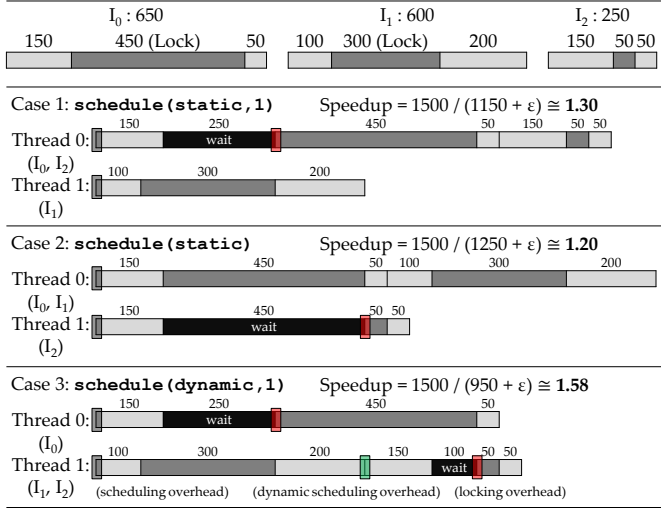 I₀ : 650 I₁ : 600 I₂ : 250
150 450 (Lock) 50 100 300 (Lock) 200 150 50 50
Case 1: schedule(static,1) Speedup = 1500 / (1150 + ε) ≅ 1.30
150 250 450 50 150 50 50
Thread 0: wait
(I₀, I₂)
100 300 200
Thread 1:
(I₁)
Case 2: schedule(static) Speedup = 1500 / (1250 + ε) ≅ 1.20
150 450 50 100 300 200
Thread 0:
(I₀, I₁)
150 450 50 50
Thread 1: wait
(I₂)
Case 3: schedule(dynamic,1) Speedup = 1500 / (950 + ε) ≅ 1.58
150 250 450 50
Thread 0: wait
(I₀)
100 300 200 150 100 50 50
Thread 1: wait
(I₁, I₂) (scheduling overhead) (dynamic scheduling overhead) (locking overhead)